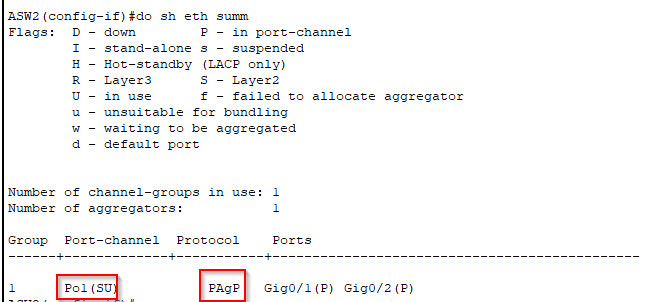 ASW2(config-if)#do sh eth summ
Flags:  D - down        P - in port-channel
        I - stand-alone s - suspended
        H - Hot-standby (LACP only)
        R - Layer3      S - Layer2
        U - in use      f - failed to allocate aggregator
        u - unsuitable for bundling
        w - waiting to be aggregated
        d - default port
Number of channel-groups in use: 1
Number of aggregators:           1
Group  Port-channel  Protocol    Ports
------+-------------+-----------+----------------------------------------------
1      Po1(SU)           PAgP   Gig0/1(P) Gig0/2(P)